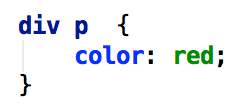 div p  {
    color: red;
}